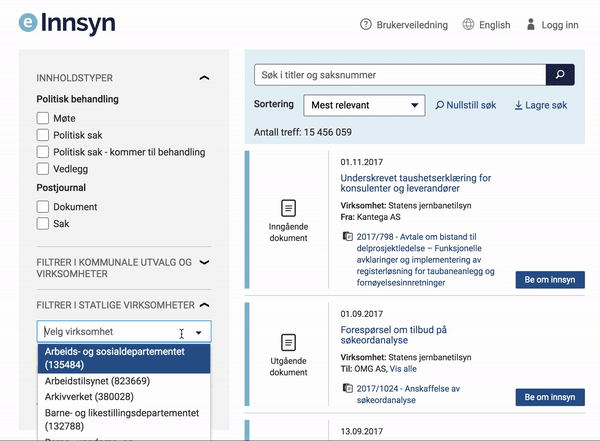 e Innsyn
Brukerveiledning
English
Logg inn
INNHOLDSTYPER
Politisk behandling
Møte
Politisk sak
Politisk sak - kommer til behandling
Vedlegg
Postjournal
Dokument
Sak
FILTRER I KOMMUNALE UTVALG OG
VIRKSOMHETER
FILTRER I STATLIGE VIRKSOMHETER
Velg virksomhet
Arbeids- og sosialdepartementet
(135484)
Arbeidstilsynet (823669)
Arkivverket (380028)
Barne- og likestillingsdepartementet
(132788)
Søk i titler og saksnummer
Sortering
Mest relevant
Nullstill søk
Lagre søk
Antall treff: 15 456 059
Inngående
dokument
01.11.2017
Underskrevet taushetserklæring for
konsulenter og leverandører
Virksomhet: Statens jernbanetilsyn
Fra: Kantega AS
2017/798 - Avtale om bistand til
delprosjektledelse – Funksjonelle
avklaringer og implementering av
registerløsning for taubaneanlegg og
fornøyelsesinnretninger
Be om innsyn
Utgående
dokument
01.09.2017
Forespørsel om tilbud på
søkeordanalyse
Virksomhet: Statens jernbanetilsyn
Til: OMG AS, Vis alle
2017/1024 - Anskaffelse av
søkeordanalyse
Be om innsyn
13.09.2017